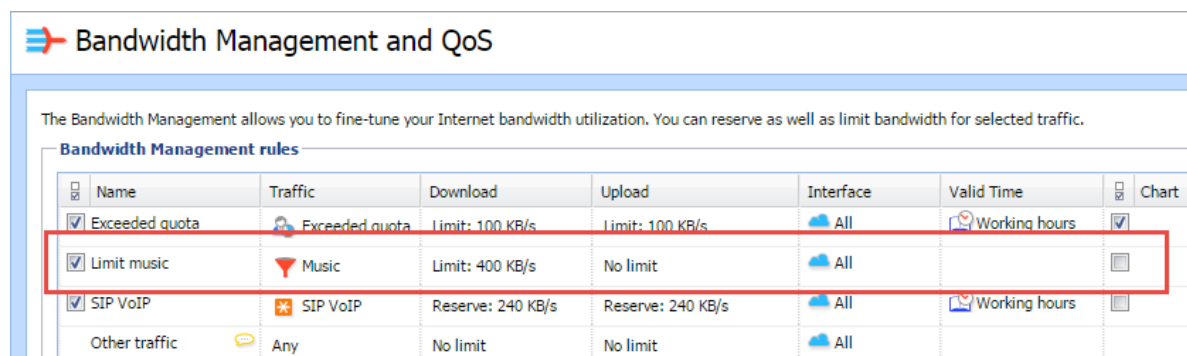 Bandwidth Management and QoS
The Bandwidth Management allows you to fine-tune your Internet bandwidth utilization. You can reserve as well as limit bandwidth for selected traffic.
Bandwidth Management rules
Name Traffic Download Upload Interface Valid Time Chart
Exceeded quota Exceeded quota Limit: 100 KB/s Limit: 100 KB/s All Working hours
Limit music Music Limit: 400 KB/s No limit All
SIP VoIP SIP VoIP Reserve: 240 KB/s Reserve: 240 KB/s All Working hours
Other traffic Any No limit No limit All